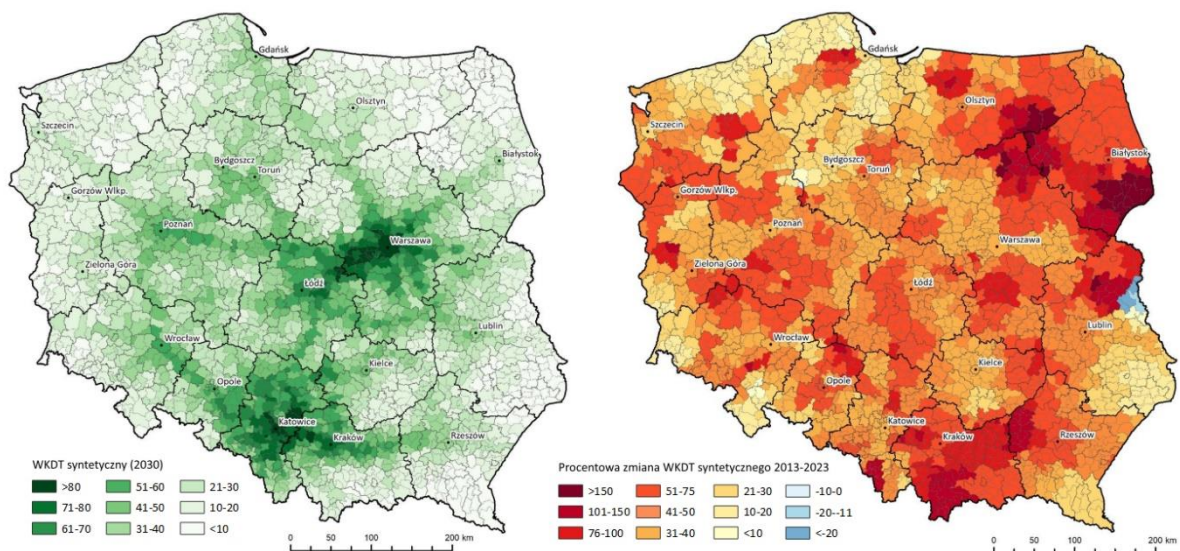 Gdańsk
Olsztyn
Szczecin
Bydgoszcz
Toruń
Białystok
Gorzów Wlkp.
Poznań
Warszawa
Zielona Góra
Łódź
Lublin
Wrocław
Kielce
Opole
Katowice
Kraków
Rzeszów
WKDT syntetyczny (2030)
>80 51-60 21-30
71-80 41-50 10-20
61-70 31-40 <10
0 50 100 200 km
Gdańsk
Olsztyn
Szczecin
Bydgoszcz
Toruń
Białystok
Gorzów Wlkp.
Poznań
Warszawa
Zielona Góra
Łódź
Lublin
Wrocław
Kielce
Opole
Katowice
Kraków
Rzeszów
Procentowa zmiana WKDT syntetycznego 2013-2023
>150 51-75 21-30 -10-0
101-150 41-50 10-20 -20--11
76-100 31-40 <10 <-20
0 50 100 200 km